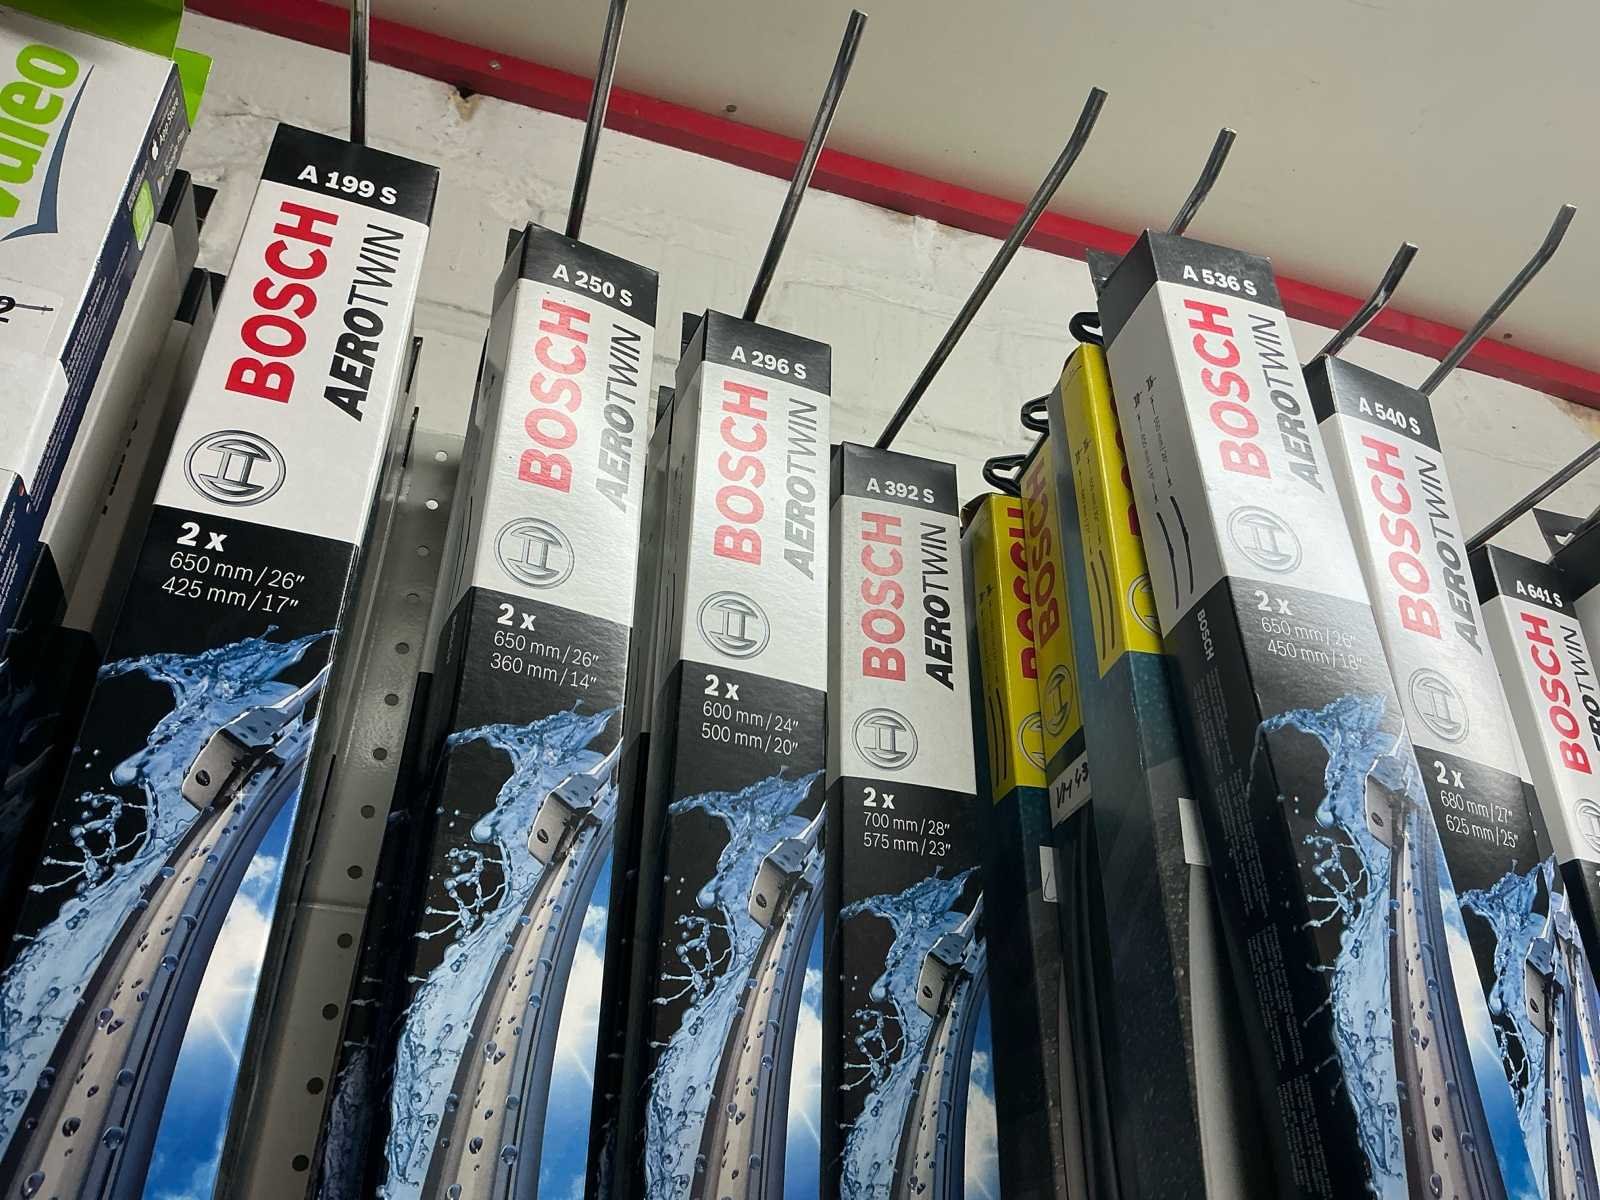 valeo
App Store
A 199 S
BOSCH
AEROTWIN
2 x
650 mm / 26"
425 mm / 17"
A 250 S
BOSCH
AEROTWIN
2 x
650 mm / 26"
360 mm / 14"
A 296 S
BOSCH
AEROTWIN
2 x
600 mm / 24"
500 mm / 20"
A 392 S
BOSCH
AEROTWIN
2 x
700 mm / 28"
575 mm / 23"
BOSCH
BOSCH
A 536 S
BOSCH
AEROTWIN
BOSCH
2 x
650 mm / 26"
450 mm / 18"
A 540 S
BOSCH
AEROTWIN
2 x
680 mm / 27"
625 mm / 25"
A 641 S
BOSCH
AEROTWIN